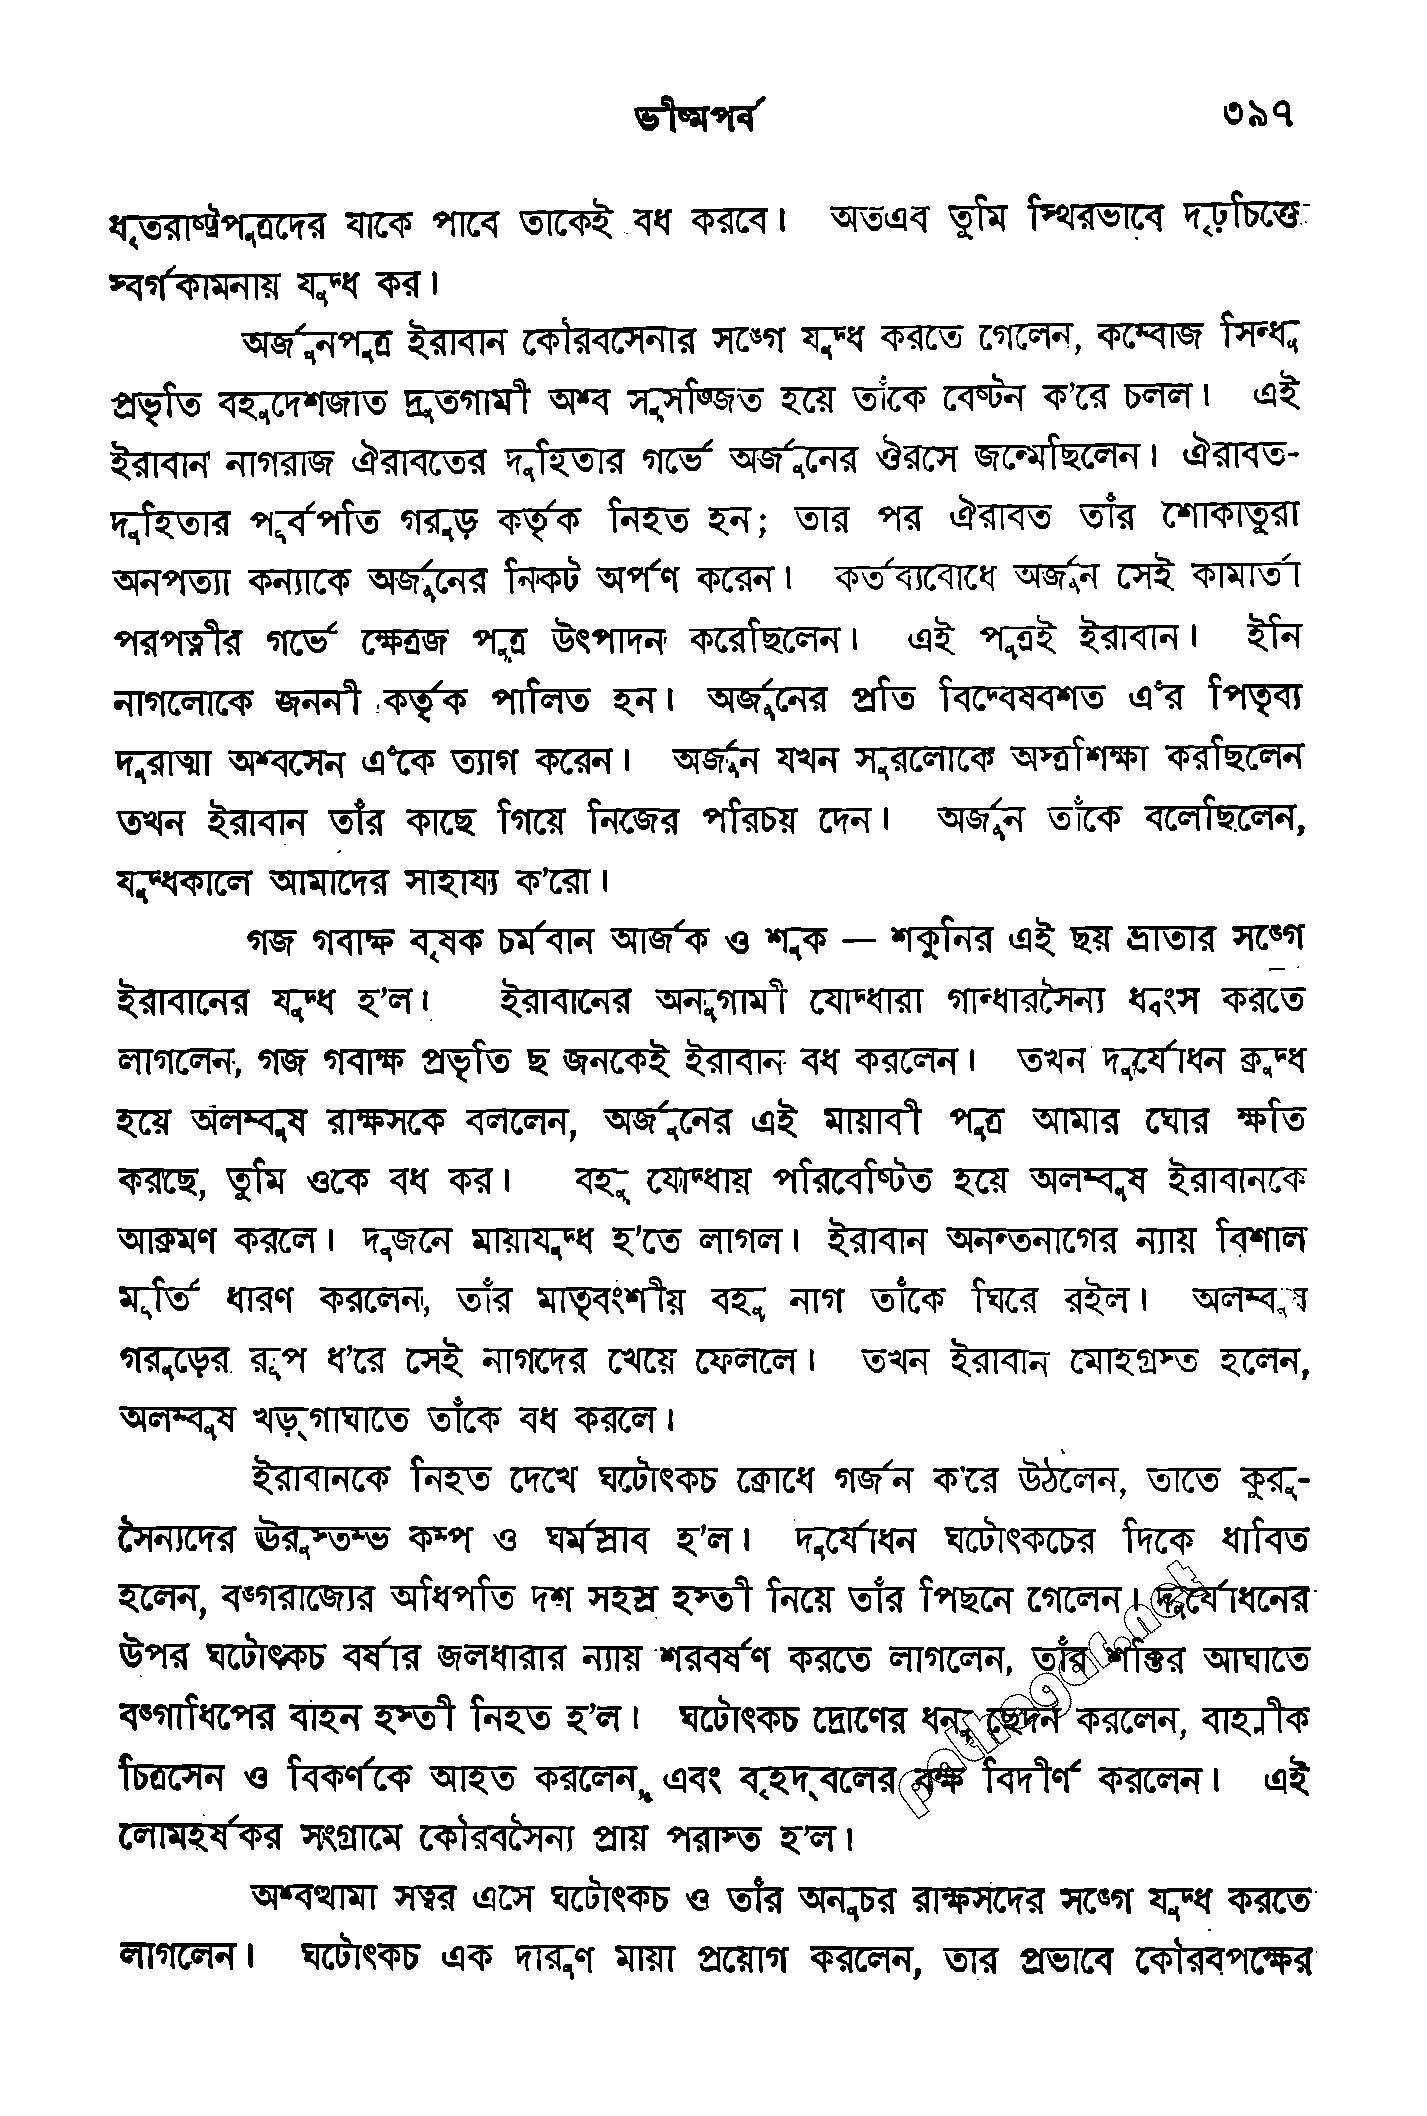 ভীষ্মপর্ব ৩৯৭
ধৃতরাষ্ট্রপুত্রদের যাকে পাবে তাকেই বধ করবে। অতএব তুমি স্থিরভাবে দৃঢ়চিত্তে
স্বর্গকামনায় যুদ্ধ কর।
অর্জুনপুত্র ইরাবান কৌরবসেনার সঙ্গে যুদ্ধ করতে গেলেন, কম্বোজ সিন্ধু
প্রভৃতি বহুদেশজাত দ্রুতগামী অশ্ব সুসজ্জিত হয়ে তাঁকে বেষ্টন ক’রে চলল। এই
ইরাবান নাগরাজ ঐরাবতের দুহিতার গর্ভে অর্জুনের ঔরসে জন্মেছিলেন। ঐরাবত-
দুহিতার পূর্বপতি গরুড় কর্তৃক নিহত হন; তার পর ঐরাবত তাঁর শোকাতুরা
অনপত্যা কন্যাকে অর্জুনের নিকট অর্পণ করেন। কর্তব্যবোধে অর্জুন সেই কামার্তা
পরপত্নীর গর্ভে ক্ষেত্রজ পুত্র উৎপাদন করেছিলেন। এই পুত্রই ইরাবান। ইনি
নাগলোকে জননী কর্তৃক পালিত হন। অর্জুনের প্রতি বিদ্বেষবশত এঁর পিতৃব্য
দুরাত্মা অশ্বসেন এঁকে ত্যাগ করেন। অর্জুন যখন সুরলোকে অস্ত্রশিক্ষা করছিলেন
তখন ইরাবান তাঁর কাছে গিয়ে নিজের পরিচয় দেন। অর্জুন তাঁকে বলেছিলেন,
যুদ্ধকালে আমাদের সাহায্য ক’রো।
গজ গবাক্ষ বৃষক চর্মবান আর্জক ও শুক — শকুনির এই ছয় ভ্রাতার সঙ্গে
ইরাবানের যুদ্ধ হ’ল। ইরাবানের অনুগামী যোদ্ধারা গান্ধারসৈন্য ধ্বংস করতে
লাগলেন, গজ গবাক্ষ প্রভৃতি ছ জনকেই ইরাবান বধ করলেন। তখন দুর্যোধন ক্রুদ্ধ
হয়ে অলম্বুষ রাক্ষসকে বললেন, অর্জুনের এই মায়াবী পুত্র আমার ঘোর ক্ষতি
করছে, তুমি ওকে বধ কর। বহু যোদ্ধায় পরিবেষ্টিত হয়ে অলম্বুষ ইরাবানকে
আক্রমণ করলে। দুজনে মায়াযুদ্ধ হ’তে লাগল। ইরাবান অনন্তনাগের ন্যায় বিশাল
মূর্তি ধারণ করলেন, তাঁর মাতৃবংশীয় বহু নাগ তাঁকে ঘিরে রইল। অলম্বুষ
গরুড়ের রূপ ধ’রে সেই নাগদের খেয়ে ফেললে। তখন ইরাবান মোহগ্রস্ত হলেন,
অলম্বুষ খড়্গাঘাতে তাঁকে বধ করলে।
ইরাবানকে নিহত দেখে ঘটোৎকচ ক্রোধে গর্জন ক’রে উঠলেন, তাতে কুরু-
সৈন্যদের ঊরুস্তম্ভ কম্প ও ঘর্মস্রাব হ’ল। দুর্যোধন ঘটোৎকচের দিকে ধাবিত
হলেন, বঙ্গরাজ্যের অধিপতি দশ সহস্র হস্তী নিয়ে তাঁর পিছনে গেলেন। দুর্যোধনের
উপর ঘটোৎকচ বর্ষার জলধারার ন্যায় শরবর্ষণ করতে লাগলেন, তাঁর শক্তির আঘাতে
বঙ্গাধিপের বাহন হস্তী নিহত হ’ল। ঘটোৎকচ দ্রোণের ধনু ছেদন করলেন, বাহ্লীক
চিত্রসেন ও বিকর্ণকে আহত করলেন, এবং বৃহদ্‌বলের বক্ষ বিদীর্ণ করলেন। এই
লোমহর্ষকর সংগ্রামে কৌরবসৈন্য প্রায় পরাস্ত হ’ল।
অশ্বত্থামা সত্বর এসে ঘটোৎকচ ও তাঁর অনুচর রাক্ষসদের সঙ্গে যুদ্ধ করতে
লাগলেন। ঘটোৎকচ এক দারুণ মায়া প্রয়োগ করলেন, তার প্রভাবে কৌরবপক্ষের
pathagar.net